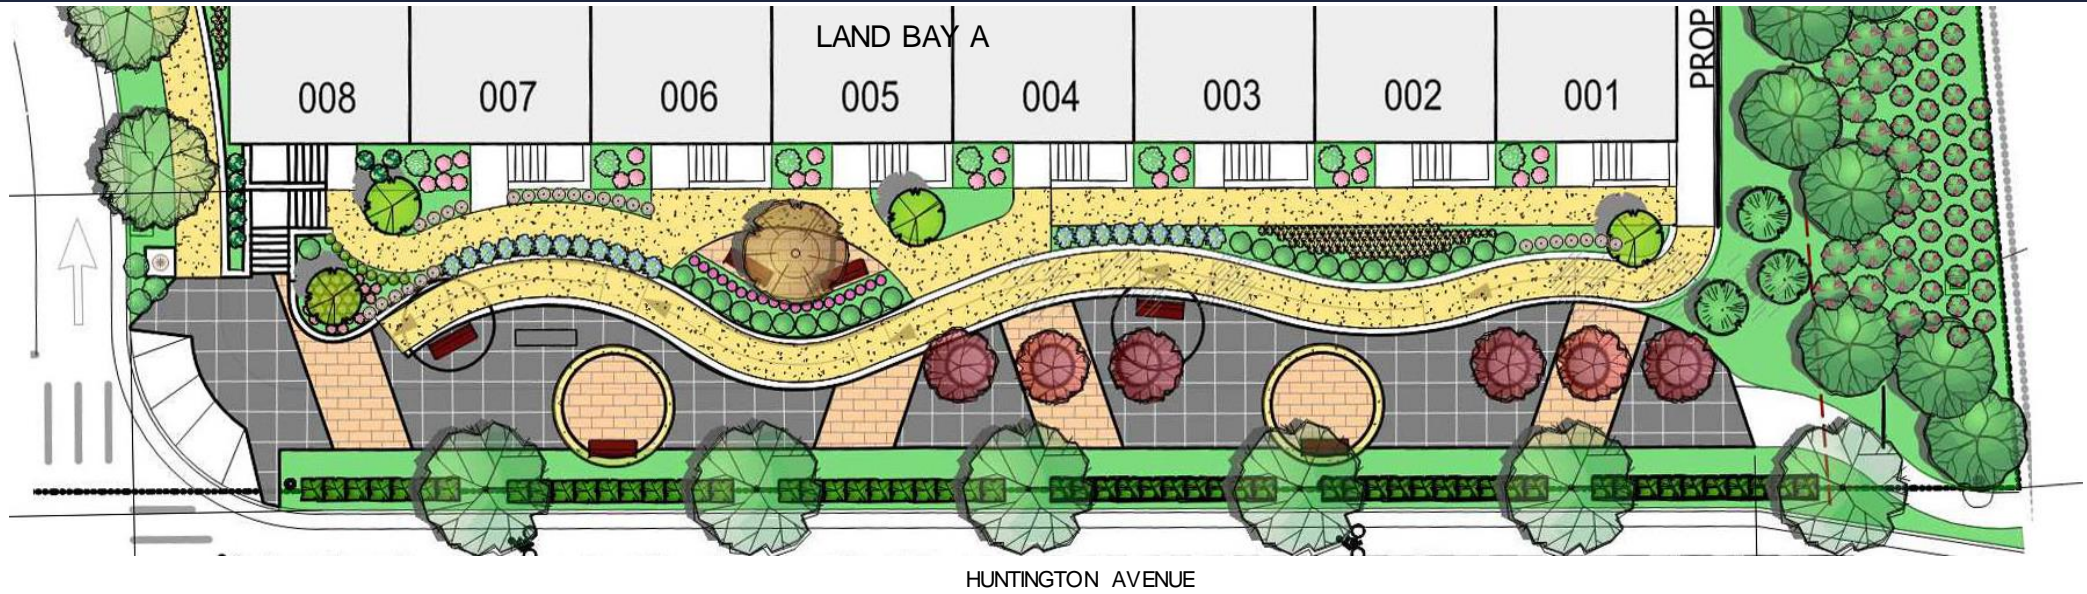 LAND BAY A
008 007 006 005 004 003 002 001
PROP
HUNTINGTON AVENUE